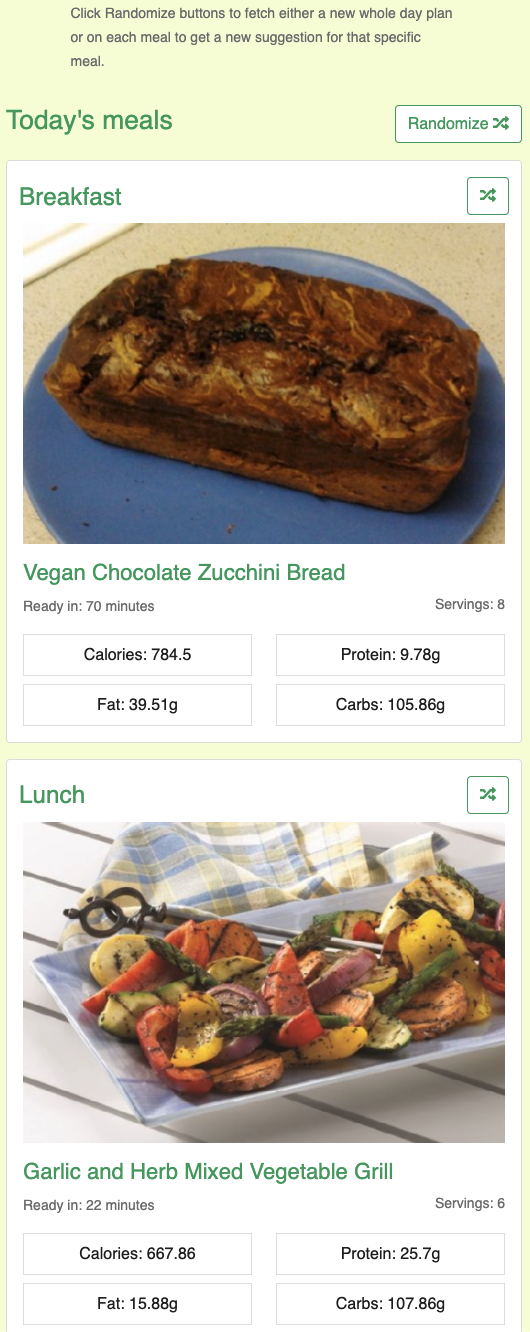 Click Randomize buttons to fetch either a new whole day plan
or on each meal to get a new suggestion for that specific
meal.
Today's meals
Randomize
Breakfast
Vegan Chocolate Zucchini Bread
Ready in: 70 minutes
Servings: 8
Calories: 784.5
Protein: 9.78g
Fat: 39.51g
Carbs: 105.86g
Lunch
Garlic and Herb Mixed Vegetable Grill
Ready in: 22 minutes
Servings: 6
Calories: 667.86
Protein: 25.7g
Fat: 15.88g
Carbs: 107.86g